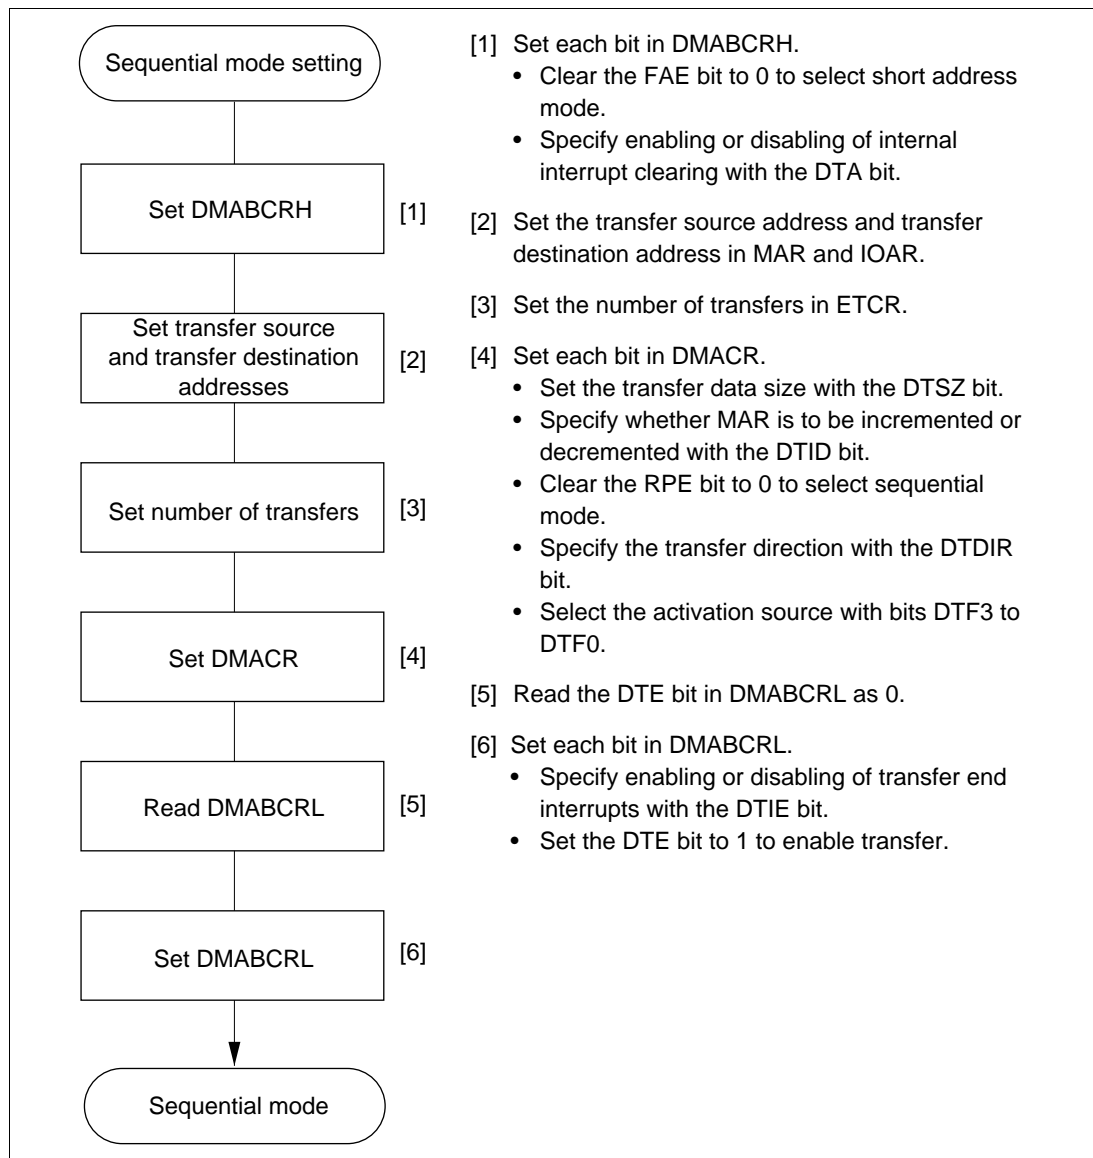 Sequential mode setting
Set DMABCRH
[1]
Set transfer source
and transfer destination
addresses
[2]
Set number of transfers
[3]
Set DMACR
[4]
Read DMABCRL
[5]
Set DMABCRL
[6]
Sequential mode
[1] Set each bit in DMABCRH.
• Clear the FAE bit to 0 to select short address
mode.
• Specify enabling or disabling of internal
interrupt clearing with the DTA bit.
[2] Set the transfer source address and transfer
destination address in MAR and IOAR.
[3] Set the number of transfers in ETCR.
[4] Set each bit in DMACR.
• Set the transfer data size with the DTSZ bit.
• Specify whether MAR is to be incremented or
decremented with the DTID bit.
• Clear the RPE bit to 0 to select sequential
mode.
• Specify the transfer direction with the DTDIR
bit.
• Select the activation source with bits DTF3 to
DTF0.
[5] Read the DTE bit in DMABCRL as 0.
[6] Set each bit in DMABCRL.
• Specify enabling or disabling of transfer end
interrupts with the DTIE bit.
• Set the DTE bit to 1 to enable transfer.